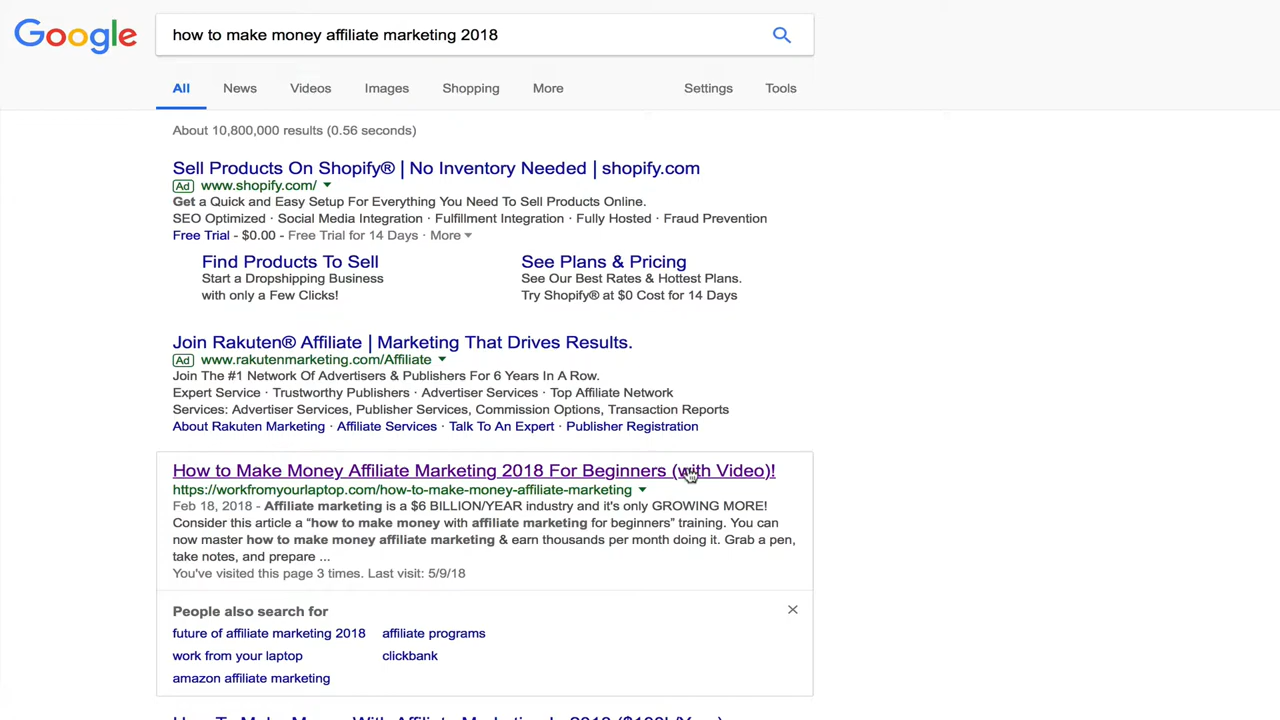 Google
how to make money affiliate marketing 2018
All News Videos Images Shopping More Settings Tools
About 10,800,000 results (0.56 seconds)
Sell Products On Shopify® | No Inventory Needed | shopify.com
Ad www.shopify.com/
Get a Quick and Easy Setup For Everything You Need To Sell Products Online.
SEO Optimized · Social Media Integration · Fulfillment Integration · Fully Hosted · Fraud Prevention
Free Trial - $0.00 - Free Trial for 14 Days · More
Find Products To Sell See Plans & Pricing
Start a Dropshipping Business See Our Best Rates & Hottest Plans.
with only a Few Clicks! Try Shopify® at $0 Cost for 14 Days
Join Rakuten® Affiliate | Marketing That Drives Results.
Ad www.rakutenmarketing.com/Affiliate
Join The #1 Network Of Advertisers & Publishers For 6 Years In A Row.
Expert Service · Trustworthy Publishers · Advertiser Services · Top Affiliate Network
Services: Advertiser Services, Publisher Services, Commission Options, Transaction Reports
About Rakuten Marketing · Affiliate Services · Talk To An Expert · Publisher Registration
How to Make Money Affiliate Marketing 2018 For Beginners (with Video)!
https://workfromyourlaptop.com/how-to-make-money-affiliate-marketing
Feb 18, 2018 - Affiliate marketing is a $6 BILLION/YEAR industry and it's only GROWING MORE!
Consider this article a “how to make money with affiliate marketing for beginners” training. You can
now master how to make money affiliate marketing & earn thousands per month doing it. Grab a pen,
take notes, and prepare ...
You've visited this page 3 times. Last visit: 5/9/18
People also search for
future of affiliate marketing 2018 affiliate programs
work from your laptop clickbank
amazon affiliate marketing
How To Make Money With Affiliate Marketing In 2018 ($100k/Year)